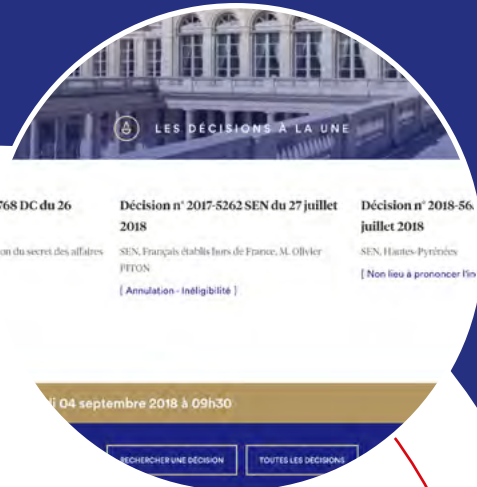 LES DÉCISIONS À LA UNE
768 DC du 26
on du secret des affaires
Décision n° 2017-5262 SEN du 27 juillet
2018
SEN, Français établis hors de France, M. Olivier
PITON
[ Annulation - Inéligibilité ]
Décision n° 2018-56
juillet 2018
SEN, Hautes-Pyrénées
[ Non lieu à prononcer l'in
di 04 septembre 2018 à 09h30
RECHERCHER UNE DÉCISION
TOUTES LES DÉCISIONS